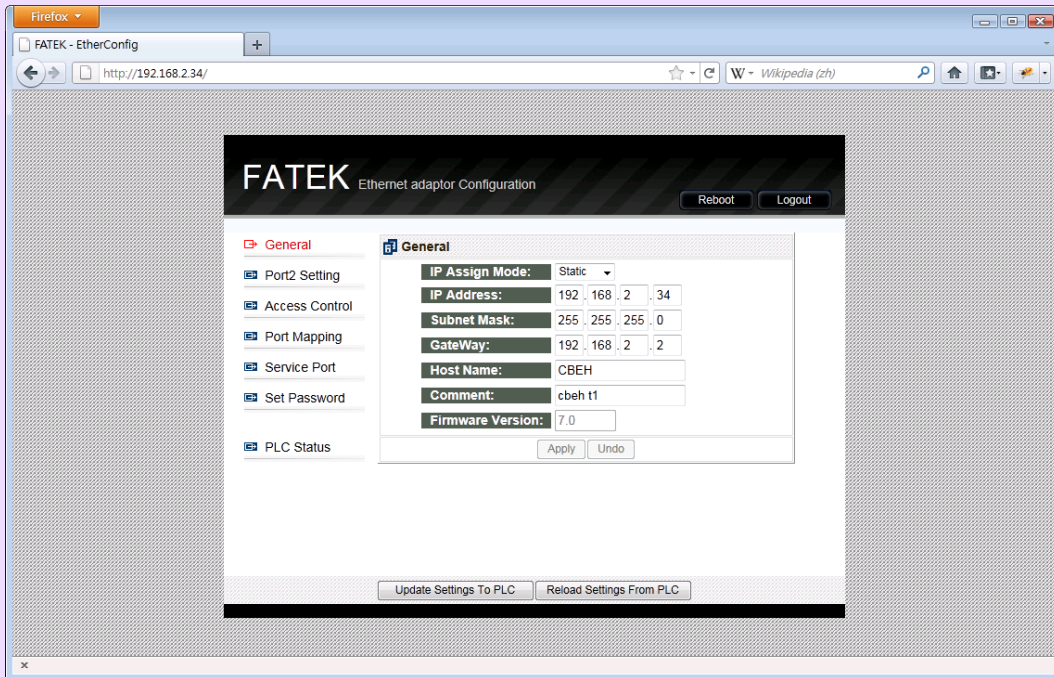 Firefox
FATEK - EtherConfig
http://192.168.2.34/
W Wikipedia (zh)
FATEK Ethernet adaptor Configuration
Reboot Logout
General
Port2 Setting
Access Control
Port Mapping
Service Port
Set Password
PLC Status
General
IP Assign Mode: Static
IP Address: 192 . 168 . 2 . 34
Subnet Mask: 255 . 255 . 255 . 0
GateWay: 192 . 168 . 2 . 2
Host Name: CBEH
Comment: cbeh t1
Firmware Version: 7.0
Apply Undo
Update Settings To PLC Reload Settings From PLC